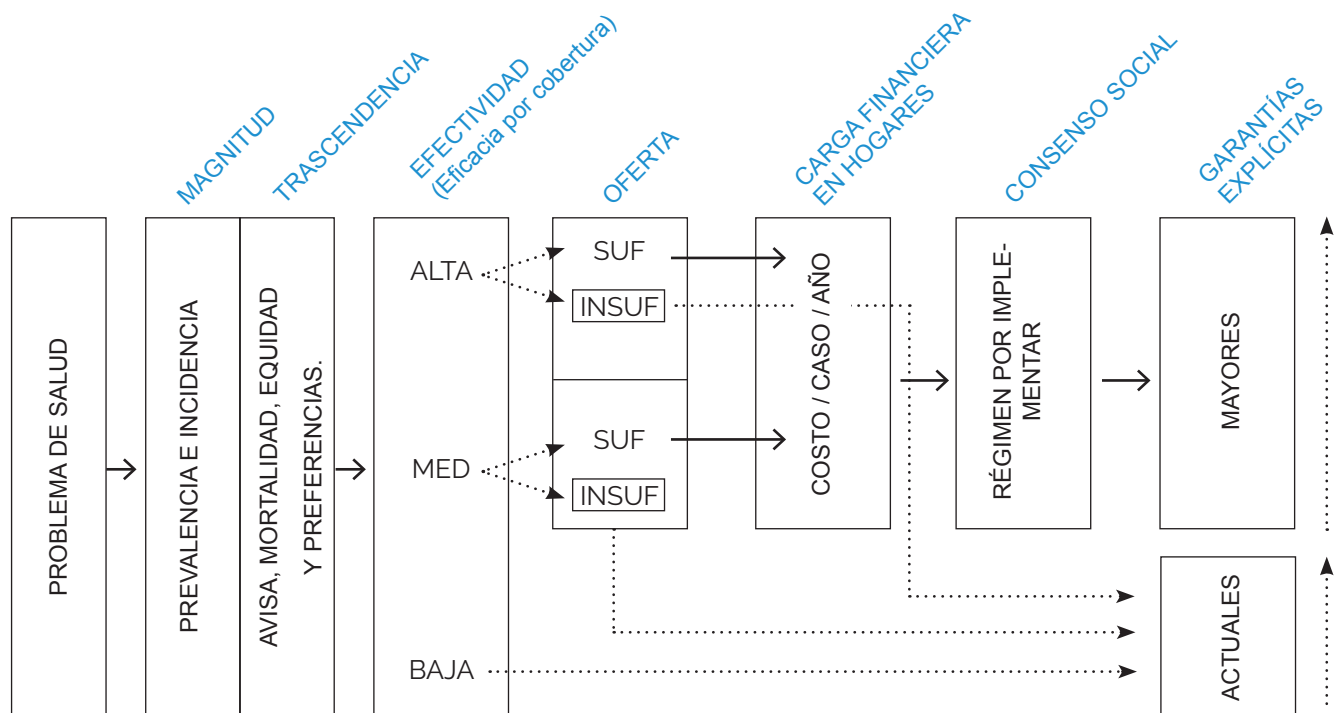 MAGNITUD
TRASCENDENCIA
EFECTIVIDAD
(Eficacia por cobertura)
OFERTA
CARGA FINANCIERA
EN HOGARES
CONSENSO SOCIAL
GARANTÍAS
EXPLÍCITAS
PROBLEMA DE SALUD
PREVALENCIA E INCIDENCIA
AVISA, MORTALIDAD, EQUIDAD
Y PREFERENCIAS.
ALTA
MED
BAJA
SUF
INSUF
SUF
INSUF
COSTO / CASO / AÑO
RÉGIMEN POR IMPLE-
MENTAR
MAYORES
ACTUALES